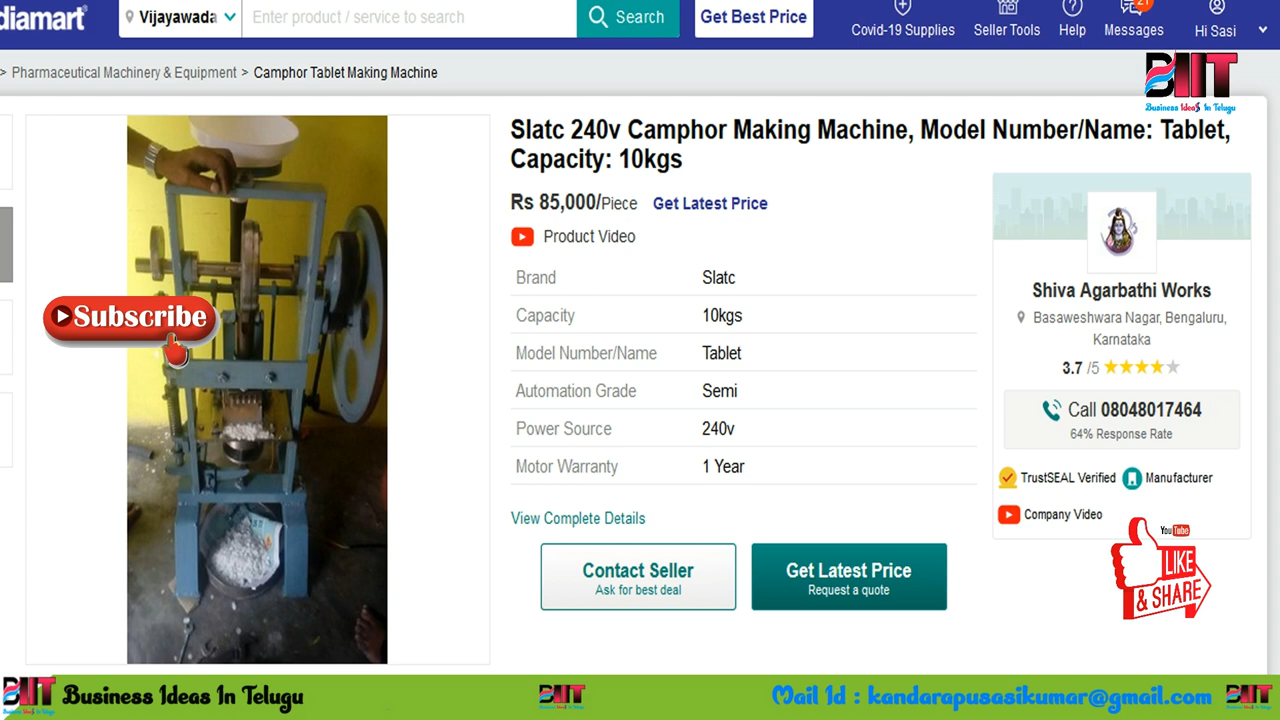 diamart
Vijayawada
Enter product / service to search
Search
Get Best Price
Covid-19 Supplies
Seller Tools
Help
21
Messages
Hi Sasi
> Pharmaceutical Machinery & Equipment > Camphor Tablet Making Machine
BIIT
Business Ideas In Telugu
Slatc 240v Camphor Making Machine, Model Number/Name: Tablet,
Capacity: 10kgs
Rs 85,000/Piece Get Latest Price
Product Video
Brand Slatc
Capacity 10kgs
Model Number/Name Tablet
Automation Grade Semi
Power Source 240v
Motor Warranty 1 Year
View Complete Details
Contact Seller
Ask for best deal
Get Latest Price
Request a quote
Subscribe
Shiva Agarbathi Works
Basaweshwara Nagar, Bengaluru,
Karnataka
3.7 /5
Call 08048017464
64% Response Rate
TrustSEAL Verified
Manufacturer
Company Video
YouTube
LIKE
& SHARE
BIIT
Business Ideas In Telugu
BIIT
Mail Id : kandarapusasikumar@gmail.com
BIIT